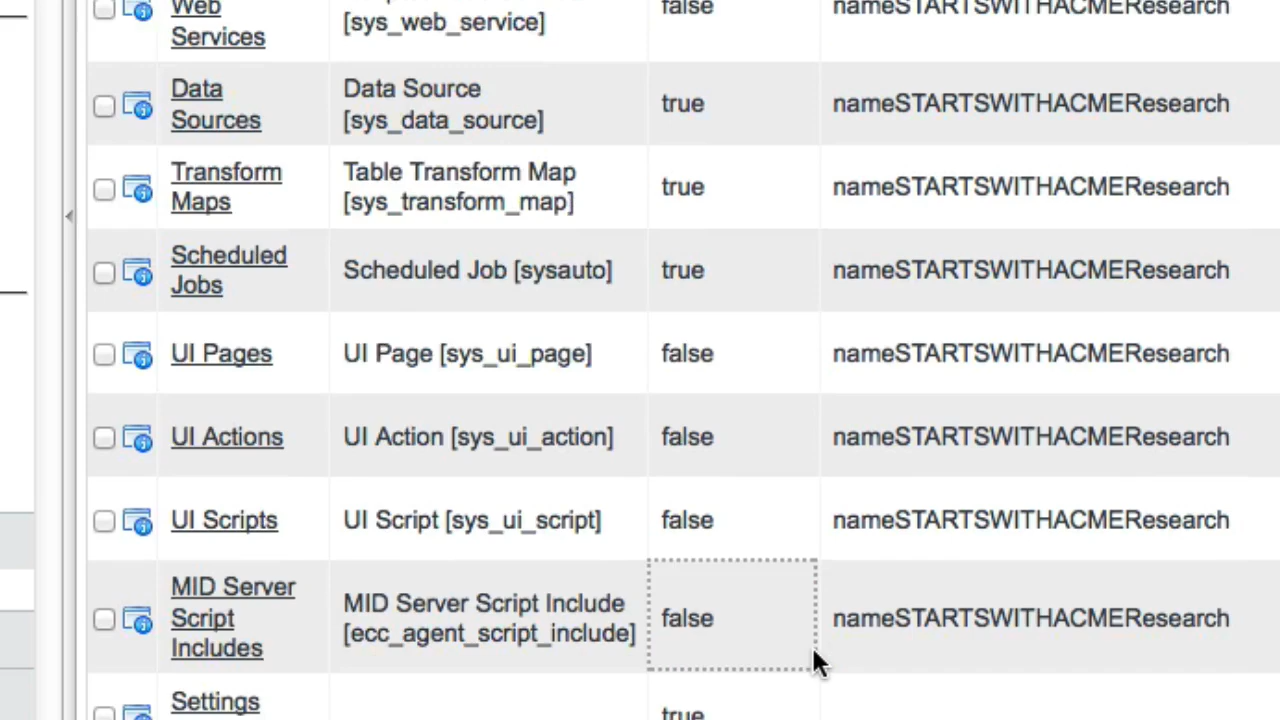 Web
Services
[sys_web_service]
false
nameSTARTSWITHACMEResearch
Data
Sources
Data Source
[sys_data_source]
true
nameSTARTSWITHACMEResearch
Transform
Maps
Table Transform Map
[sys_transform_map]
true
nameSTARTSWITHACMEResearch
Scheduled
Jobs
Scheduled Job [sysauto]
true
nameSTARTSWITHACMEResearch
UI Pages
UI Page [sys_ui_page]
false
nameSTARTSWITHACMEResearch
UI Actions
UI Action [sys_ui_action]
false
nameSTARTSWITHACMEResearch
UI Scripts
UI Script [sys_ui_script]
false
nameSTARTSWITHACMEResearch
MID Server
Script
Includes
MID Server Script Include
[ecc_agent_script_include]
false
nameSTARTSWITHACMEResearch
Settings
true